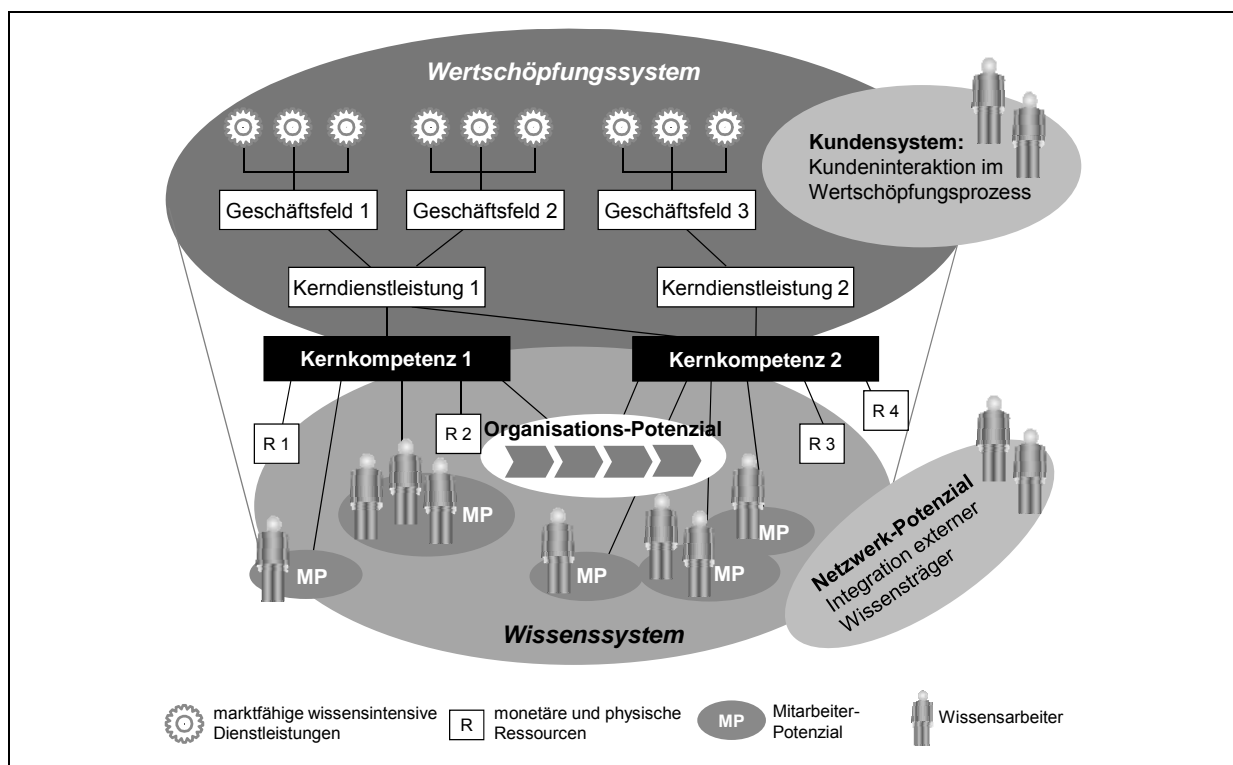 Wertschöpfungssystem
Kundensystem:
Kundeninteraktion im
Wertschöpfungsprozess
Geschäftsfeld 1
Geschäftsfeld 2
Geschäftsfeld 3
Kerndienstleistung 1
Kerndienstleistung 2
Kernkompetenz 1
Kernkompetenz 2
R 1
R 2
Organisations-Potenzial
R 3
R 4
MP
MP
MP
MP
MP
Netzwerk-Potenzial
Integration externer
Wissensträger
Wissenssystem
marktfähige wissensintensive
Dienstleistungen
R
monetäre und physische
Ressourcen
MP
Mitarbeiter-
Potenzial
Wissensarbeiter